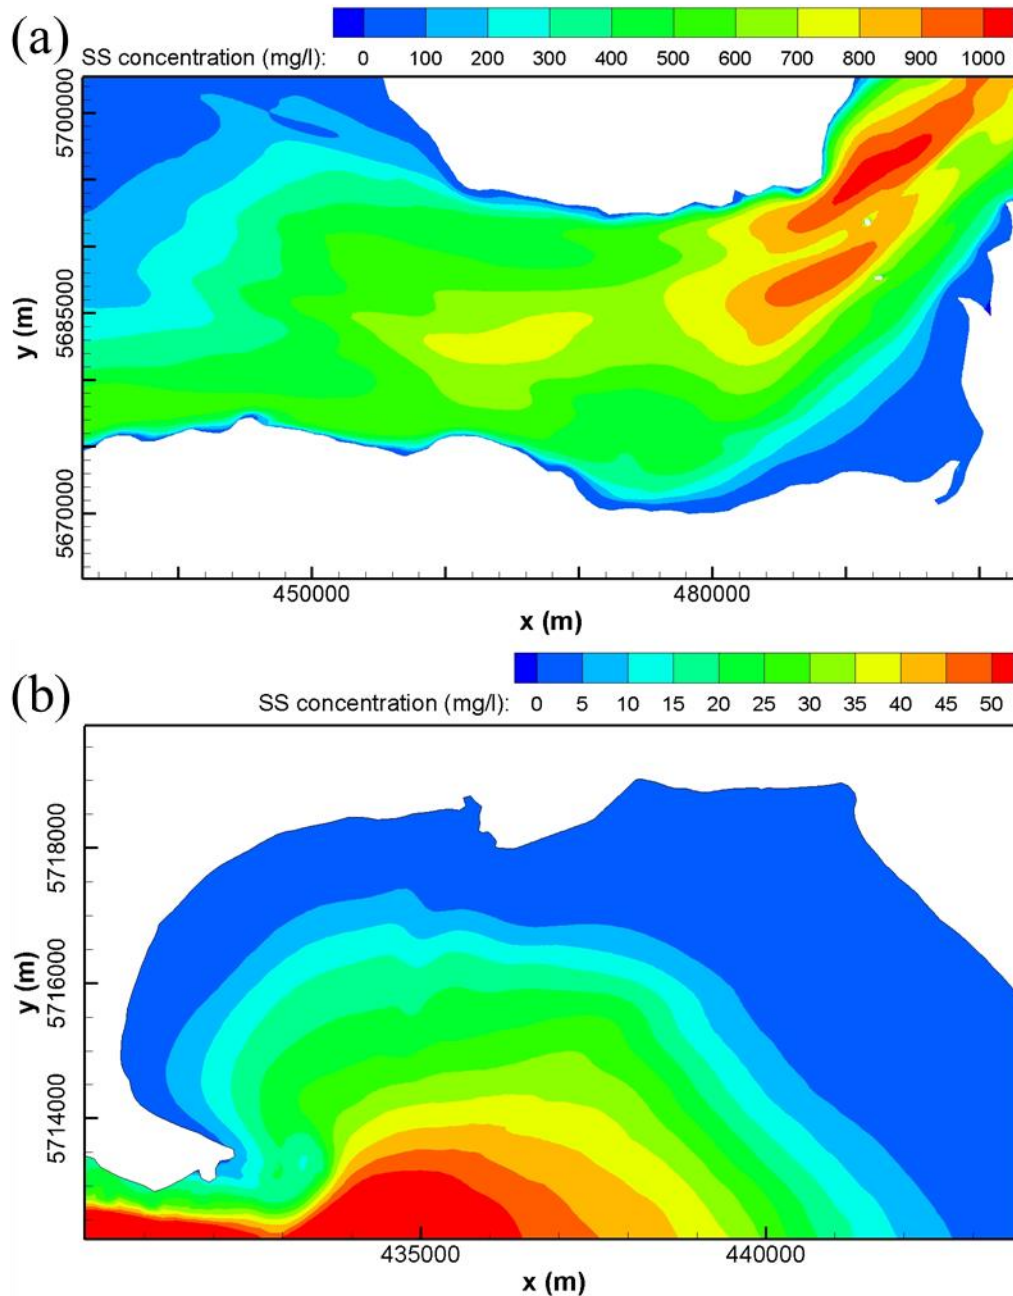 (a)
SS concentration (mg/l): 0 100 200 300 400 500 600 700 800 900 1000
5700000
5685000
5670000
y (m)
450000 480000
x (m)
(b)
SS concentration (mg/l): 0 5 10 15 20 25 30 35 40 45 50
5718000
5716000
5714000
y (m)
435000 440000
x (m)